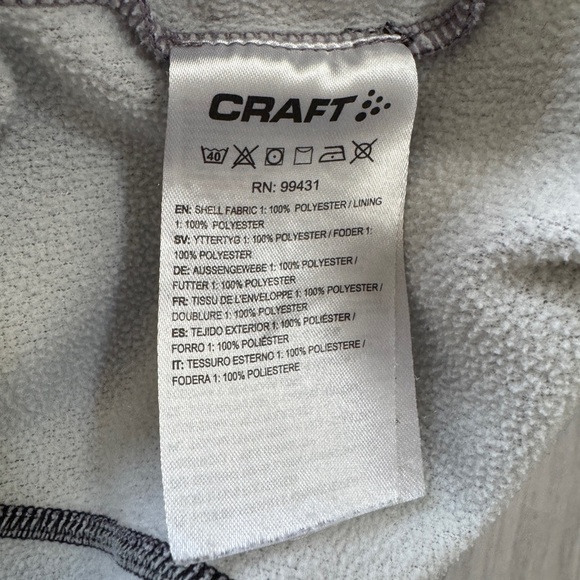 CRAFT
40
RN: 99431
EN: SHELL FABRIC 1: 100% POLYESTER / LINING
1: 100% POLYESTER
SV: YTTERTYG 1: 100% POLYESTER / FODER 1:
100% POLYESTER
DE: AUSSENGEWEBE 1: 100% POLYESTER /
FUTTER 1: 100% POLYESTER
FR: TISSU DE L'ENVELOPPE 1: 100% POLYESTER /
DOUBLURE 1: 100% POLYESTER
ES: TEJIDO EXTERIOR 1: 100% POLIÉSTER /
FORRO 1: 100% POLIÉSTER
IT: TESSURO ESTERNO 1: 100% POLIESTERE /
FODERA 1: 100% POLIESTERE